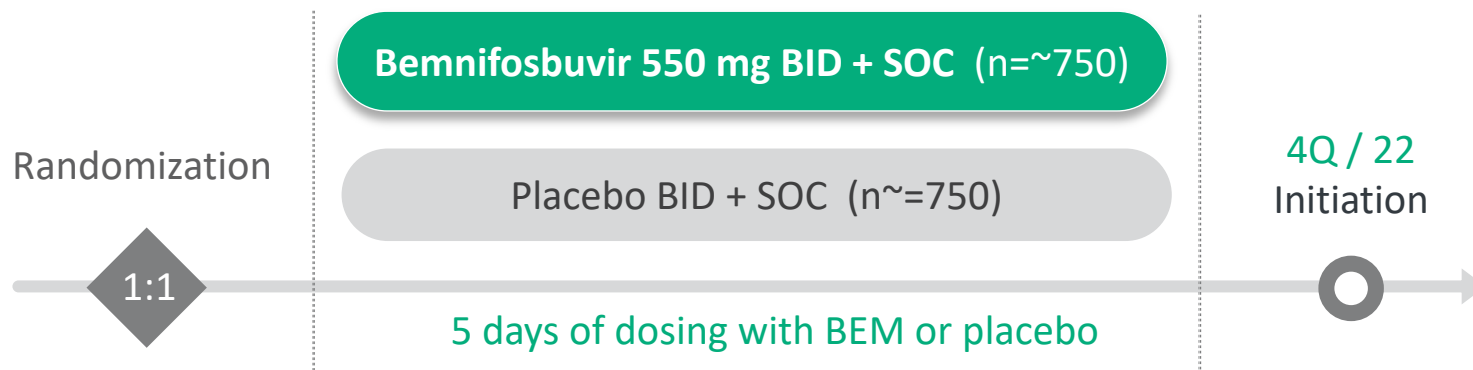 Bemnifosbuvir 550 mg BID + SOC (n=~750)
Randomization
Placebo BID + SOC (n~=750)
4Q / 22
Initiation
1:1
5 days of dosing with BEM or placebo